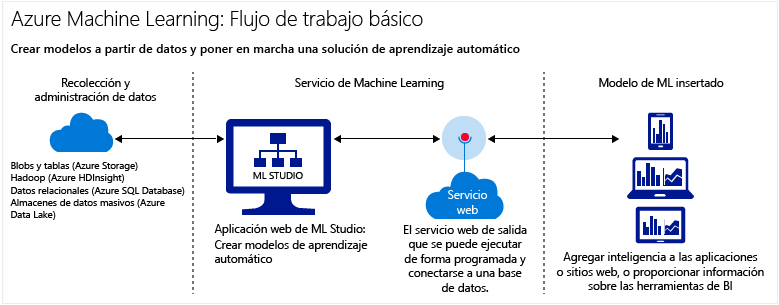 Azure Machine Learning: Flujo de trabajo básico
Crear modelos a partir de datos y poner en marcha una solución de aprendizaje automático
Recolección y
administración de datos
Blobs y tablas (Azure Storage)
Hadoop (Azure HDInsight)
Datos relacionales (Azure SQL Database)
Almacenes de datos masivos (Azure
Data Lake)
Servicio de Machine Learning
ML STUDIO
Aplicación web de ML Studio:
Crear modelos de aprendizaje
automático
Servicio
web
El servicio web de salida
que se puede ejecutar
de forma programada y
conectarse a una base
de datos.
Modelo de ML insertado
Agregar inteligencia a las aplicaciones
o sitios web, o proporcionar información
sobre las herramientas de BI